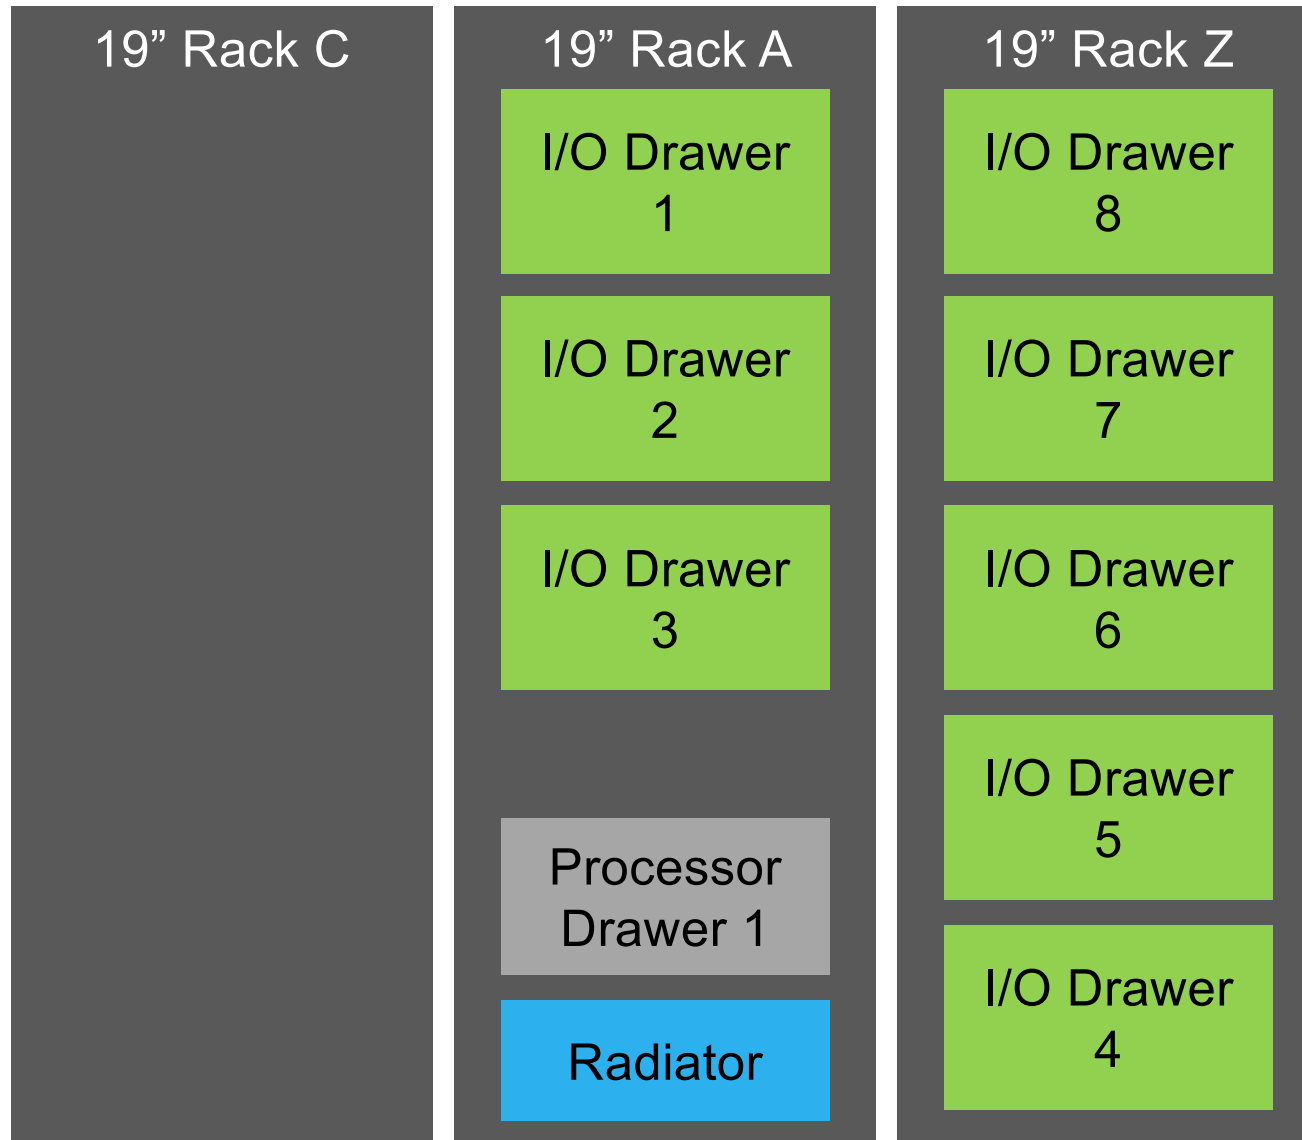 19” Rack C
19” Rack A
I/O Drawer
1
I/O Drawer
2
I/O Drawer
3
Processor
Drawer 1
Radiator
19” Rack Z
I/O Drawer
8
I/O Drawer
7
I/O Drawer
6
I/O Drawer
5
I/O Drawer
4